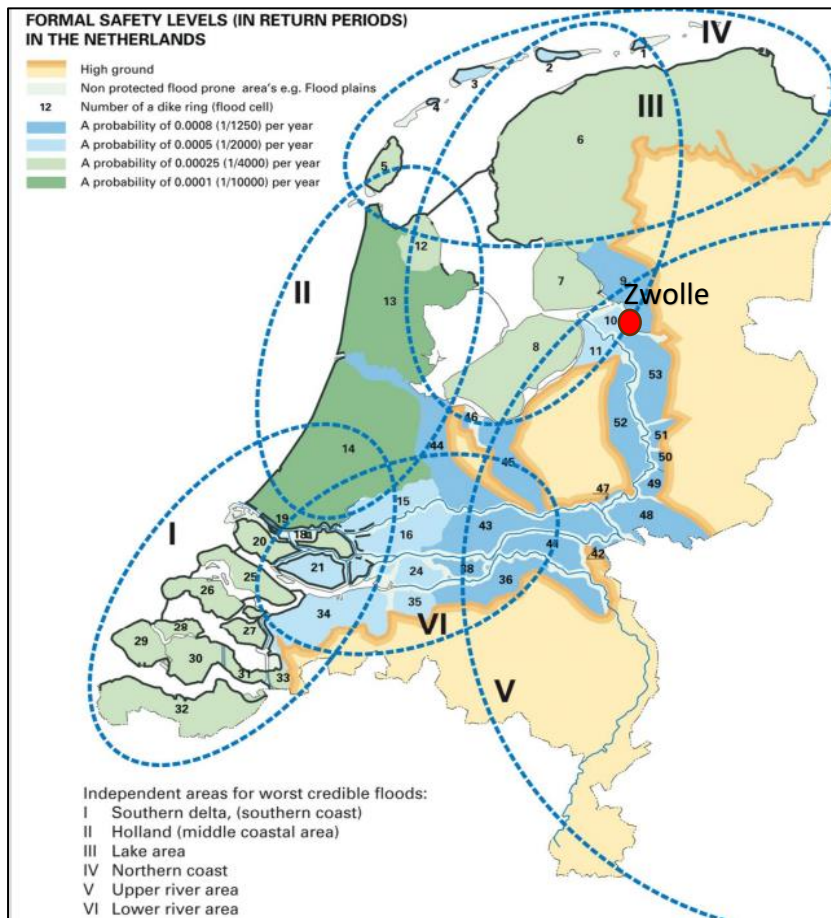 FORMAL SAFETY LEVELS (IN RETURN PERIODS)
IN THE NETHERLANDS
High ground
Non protected flood prone area's e.g. Flood plains
12 Number of a dike ring (flood cell)
A probability of 0.0008 (1/1250) per year
A probability of 0.0005 (1/2000) per year
A probability of 0.00025 (1/4000) per year
A probability of 0.0001 (1/10000) per year
IV
1
2
3
4
III
5
6
12
II
13
7
9
Zwolle
10
8
11
53
52
46
44
45
51
50
14
49
47
15
48
I
19
18
20
16
43
41
42
21
24
38
36
25
26
35
34
27
28
29
30
VI
31
33
32
V
Independent areas for worst credible floods:
I Southern delta, (southern coast)
II Holland (middle coastal area)
III Lake area
IV Northern coast
V Upper river area
VI Lower river area